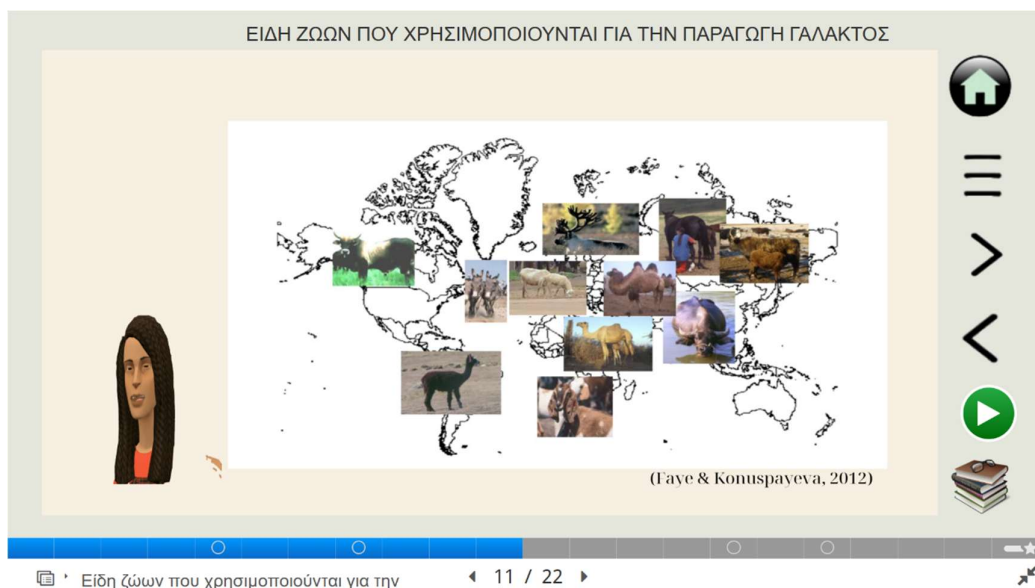 ΕΙΔΗ ΖΩΩΝ ΠΟΥ ΧΡΗΣΙΜΟΠΟΙΟΥΝΤΑΙ ΓΙΑ ΤΗΝ ΠΑΡΑΓΩΓΗ ΓΑΛΑΚΤΟΣ
(Faye & Konuspayeva, 2012)
Είδη ζώων που χρησιμοποιούνται για την
11 / 22